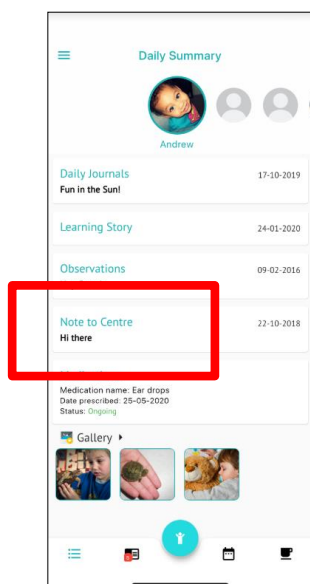 Daily Summary
Andrew
Daily Journals 17-10-2019
Fun in the Sun!
Learning Story 24-01-2020
Observations 09-02-2016
Note to Centre 22-10-2018
Hi there
Medication name: Ear drops
Date prescribed: 25-05-2020
Status: Ongoing
Gallery